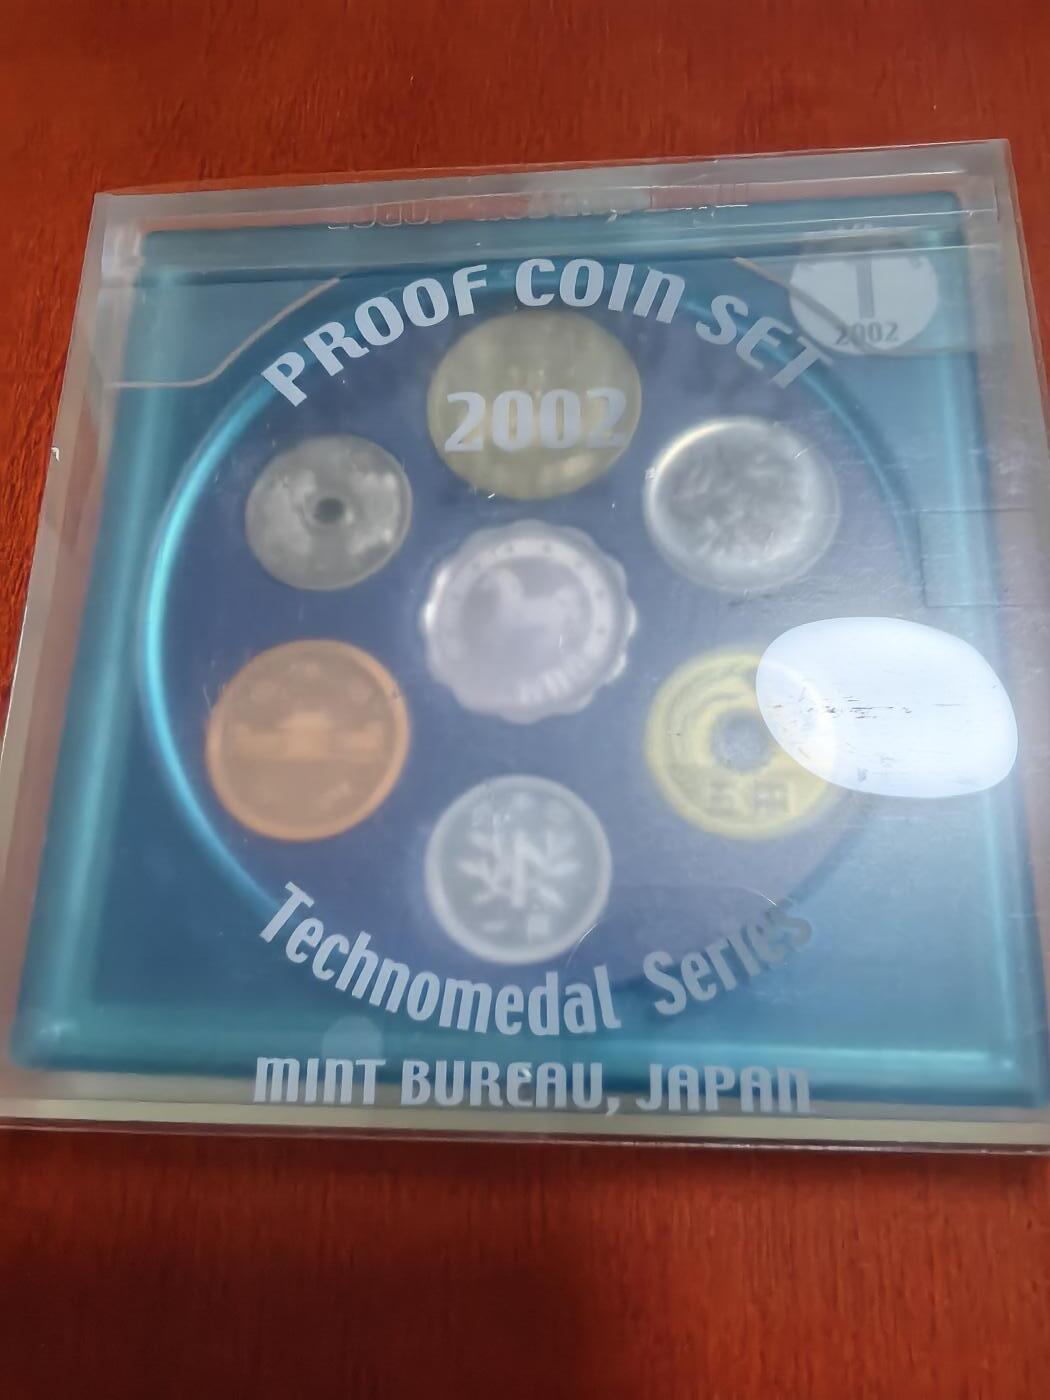 PROOF COIN SET
2002
2002
Technomedal Series
MINT BUREAU, JAPAN